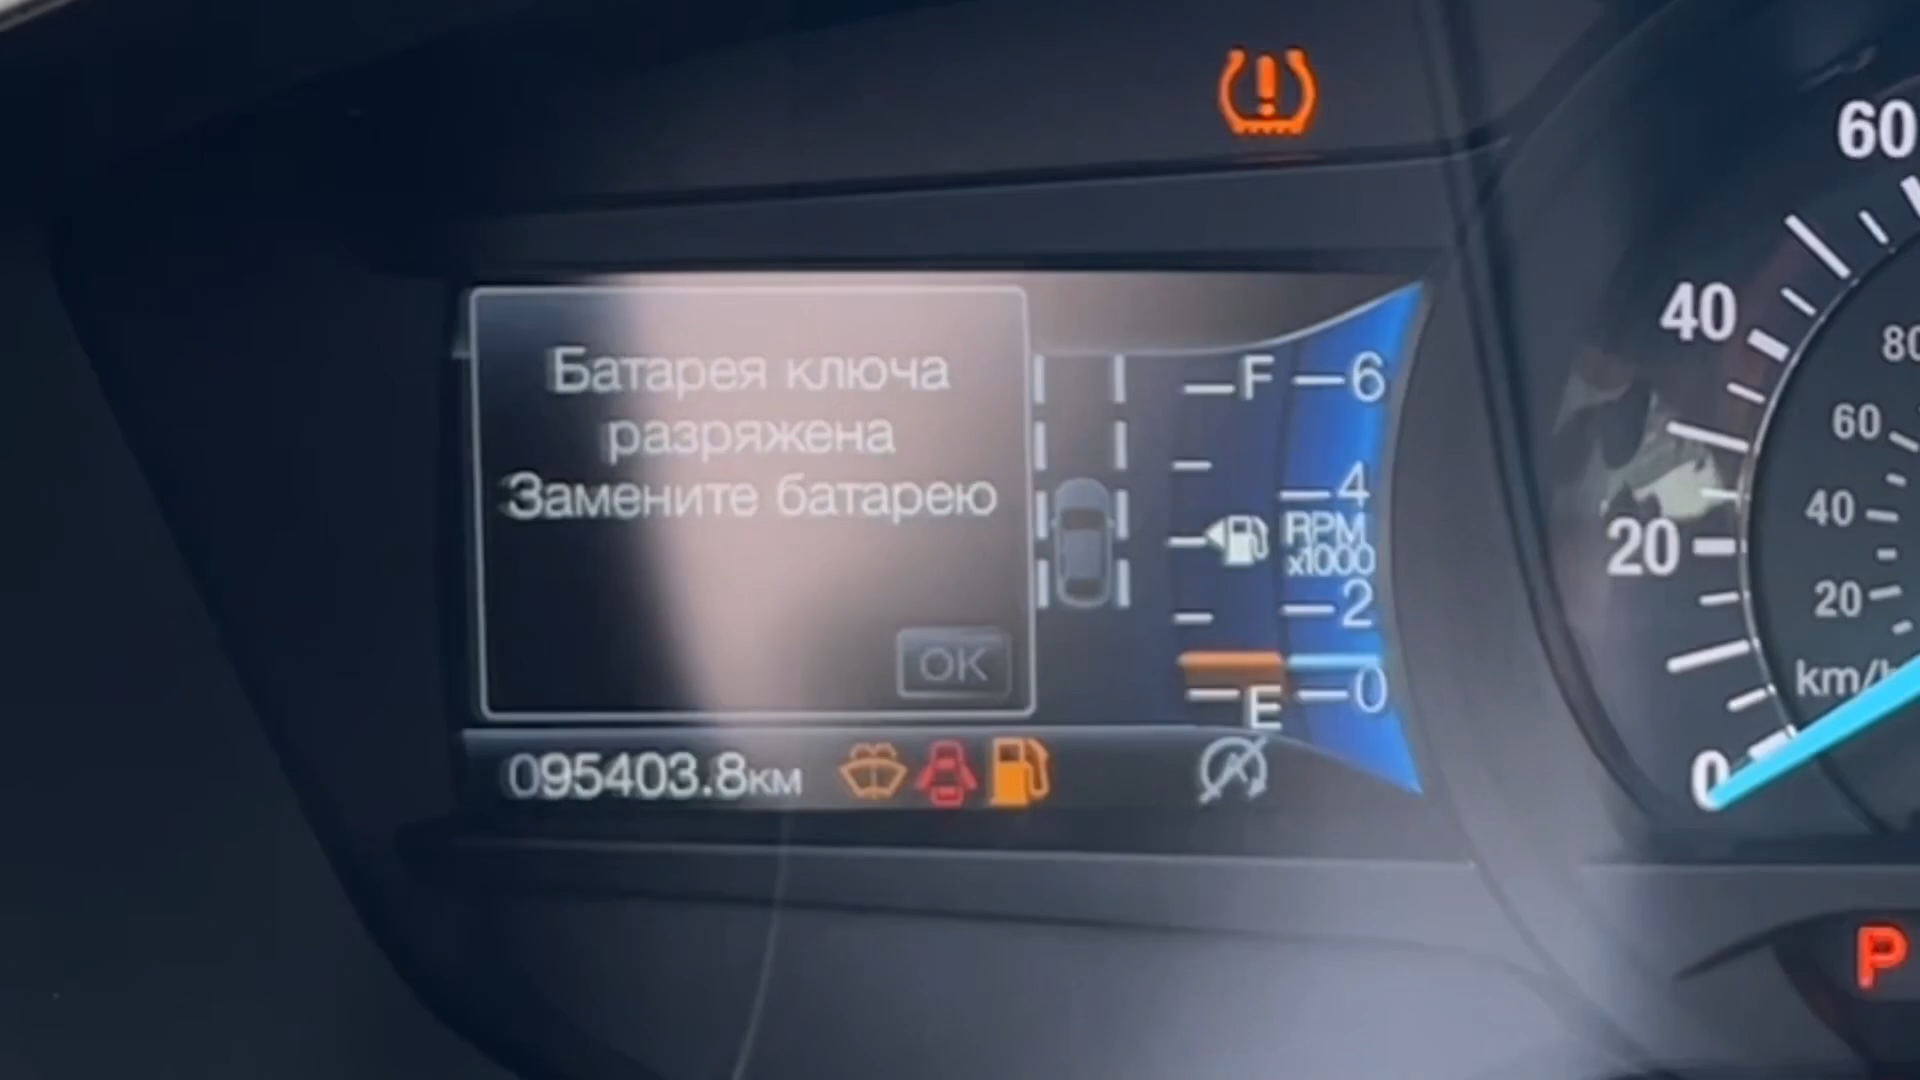 Батарея ключа
разряжена
Замените батарею
OK
F
E
6
4
RPM
x1000
2
0
095403.8км
60
40
20
0
80
60
40
20
km/h
P